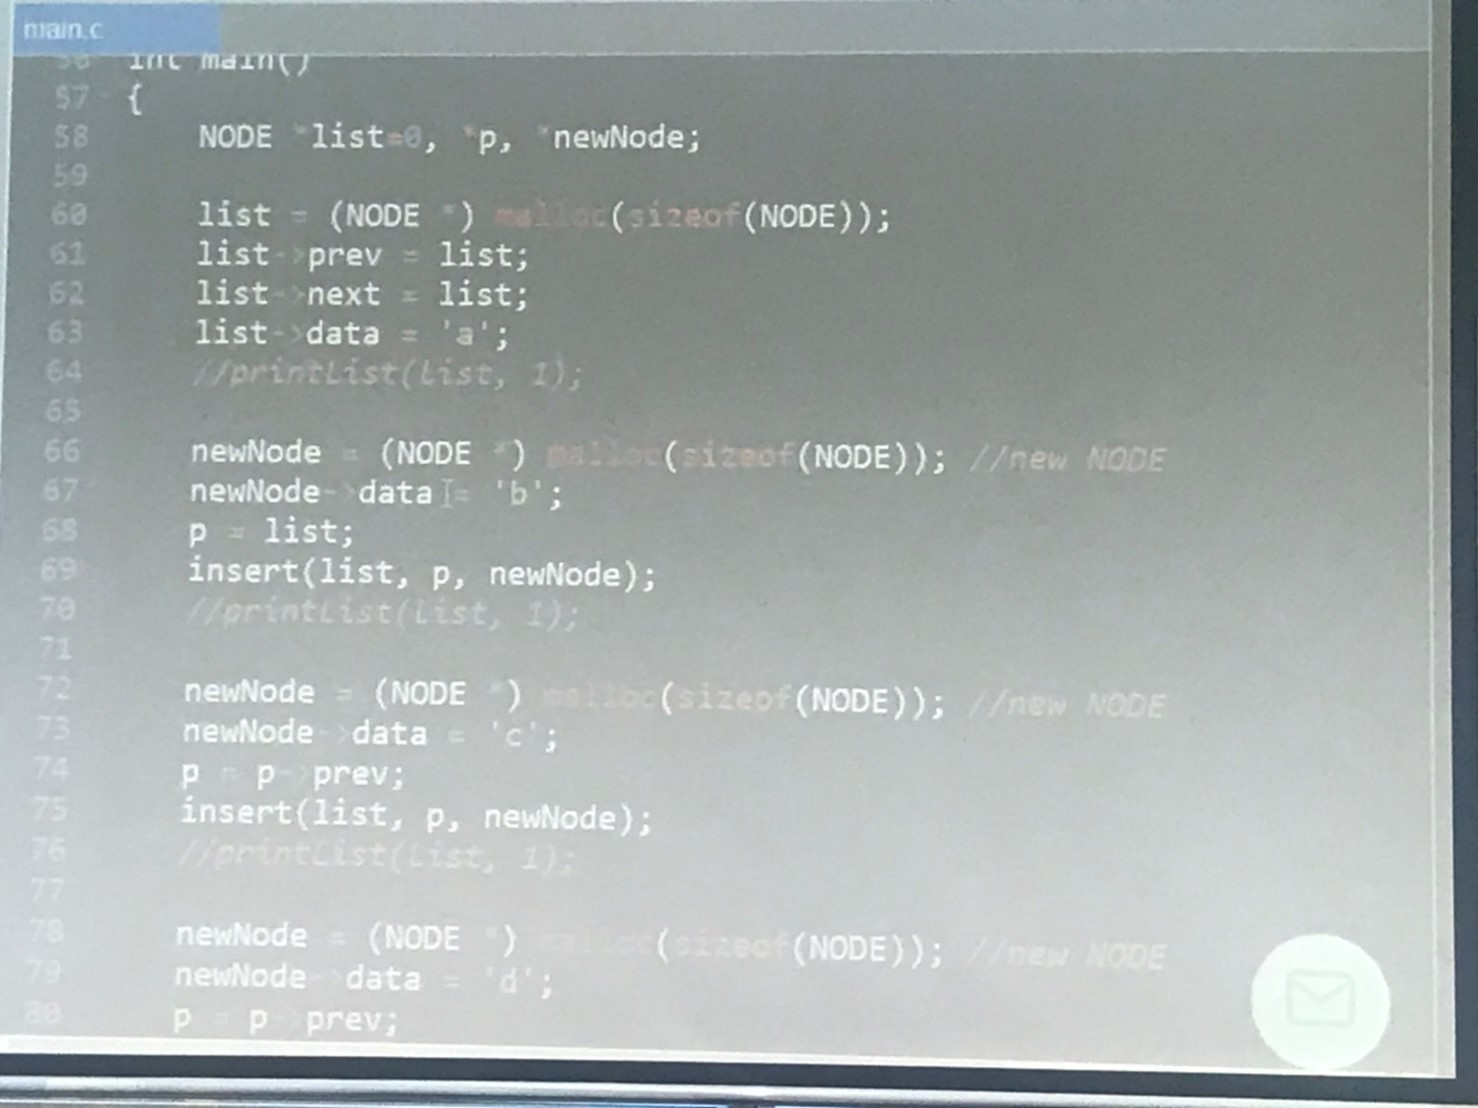 main.c
56 int main()
57 {
58 NODE *list=0, *p, *newNode;
59
60 list = (NODE *) malloc(sizeof(NODE));
61 list->prev = list;
62 list->next = list;
63 list->data = 'a';
64 //printList(list, 1);
65
66 newNode = (NODE *) malloc(sizeof(NODE)); //new NODE
67 newNode->data = 'b';
68 p = list;
69 insert(list, p, newNode);
70 //printList(list, 1);
71
72 newNode = (NODE *) malloc(sizeof(NODE)); //new NODE
73 newNode->data = 'c';
74 p = p->prev;
75 insert(list, p, newNode);
76 //printList(list, 1);
77
78 newNode = (NODE *) malloc(sizeof(NODE)); //new NODE
79 newNode->data = 'd';
80 p = p->prev;